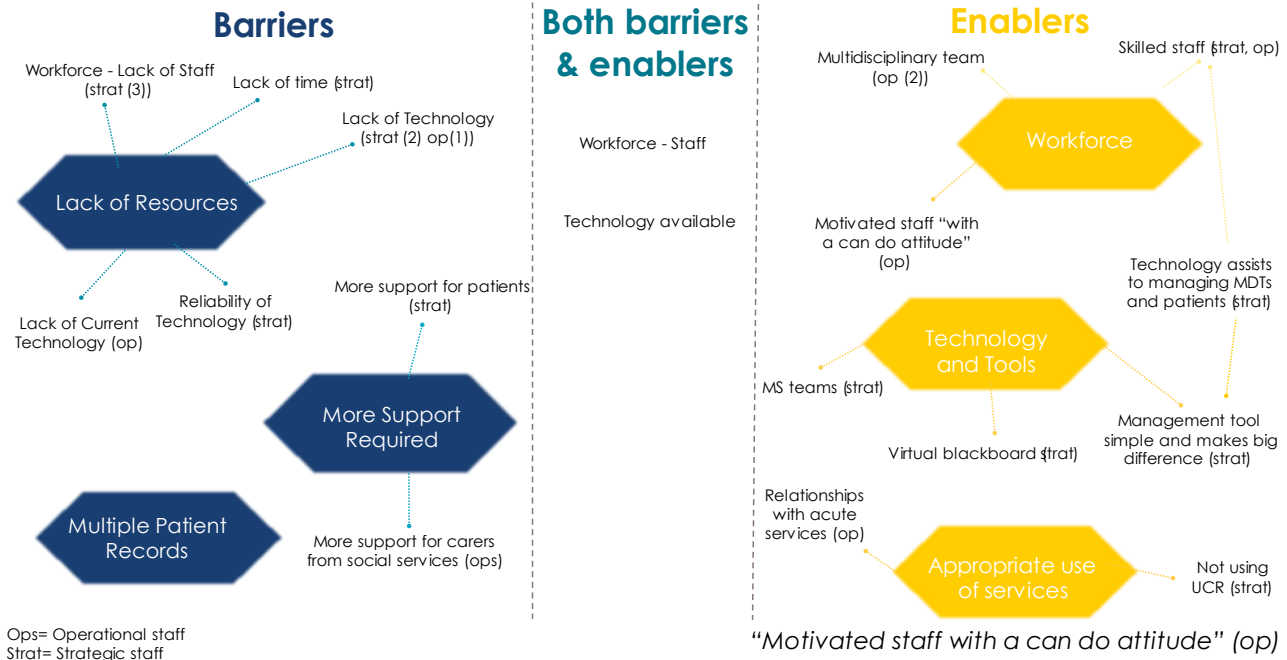 Barriers
Workforce - Lack of Staff
(strat (3))
Lack of time (strat)
Lack of Technology
(strat (2) op(1))
Lack of Resources
Lack of Current
Technology (op)
Reliability of
Technology (strat)
More support for patients
(strat)
More Support
Required
More support for carers
from social services (ops)
Multiple Patient
Records
Ops= Operational staff
Strat= Strategic staff
Both barriers
& enablers
Workforce - Staff
Technology available
Enablers
Multidisciplinary team
(op (2))
Skilled staff (strat, op)
Workforce
Motivated staff “with
a can do attitude”
(op)
Technology assists
to managing MDTs
and patients (strat)
Technology
and Tools
MS teams (strat)
Virtual blackboard (strat)
Management tool
simple and makes big
difference (strat)
Relationships
with acute
services (op)
Appropriate use
of services
Not using
UCR (strat)
“Motivated staff with a can do attitude” (op)